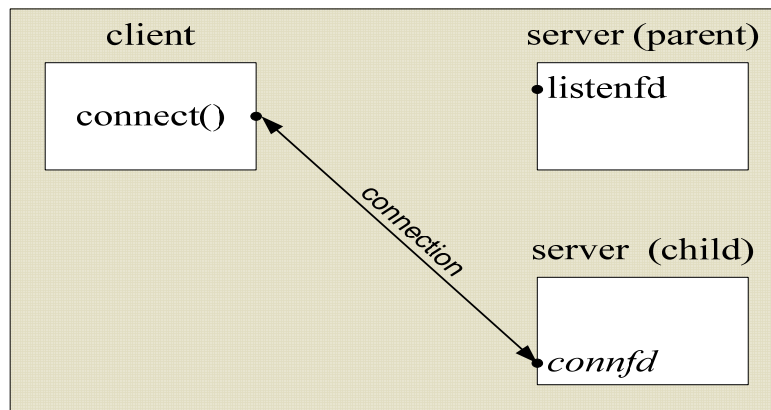 client
connect()
server (parent)
listenfd
connection
server (child)
connfd